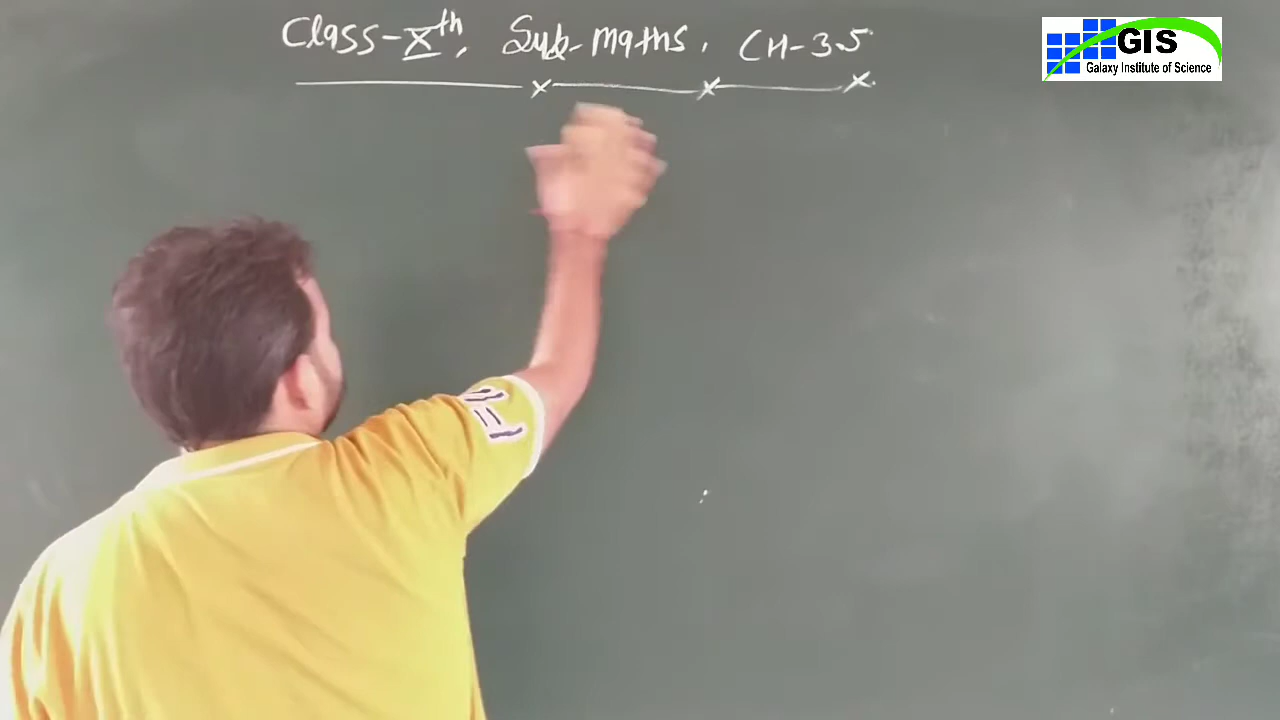 Class-Xth, Sub-Maths, CH-3.5
GIS
Galaxy Institute of Science